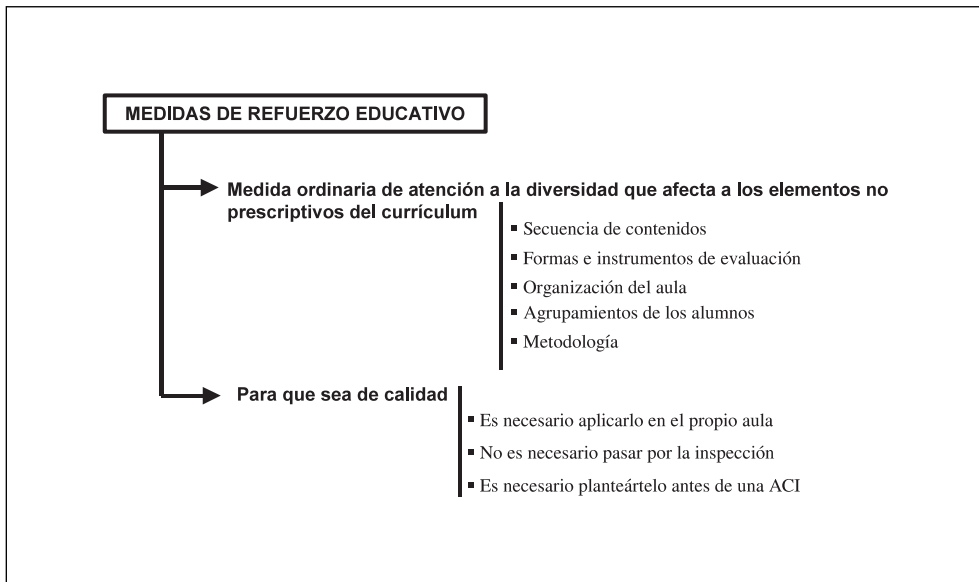 MEDIDAS DE REFUERZO EDUCATIVO
Medida ordinaria de atención a la diversidad que afecta a los elementos no
prescriptivos del currículum
▪ Secuencia de contenidos
▪ Formas e instrumentos de evaluación
▪ Organización del aula
▪ Agrupamientos de los alumnos
▪ Metodología
Para que sea de calidad
▪ Es necesario aplicarlo en el propio aula
▪ No es necesario pasar por la inspección
▪ Es necesario planteártelo antes de una ACI